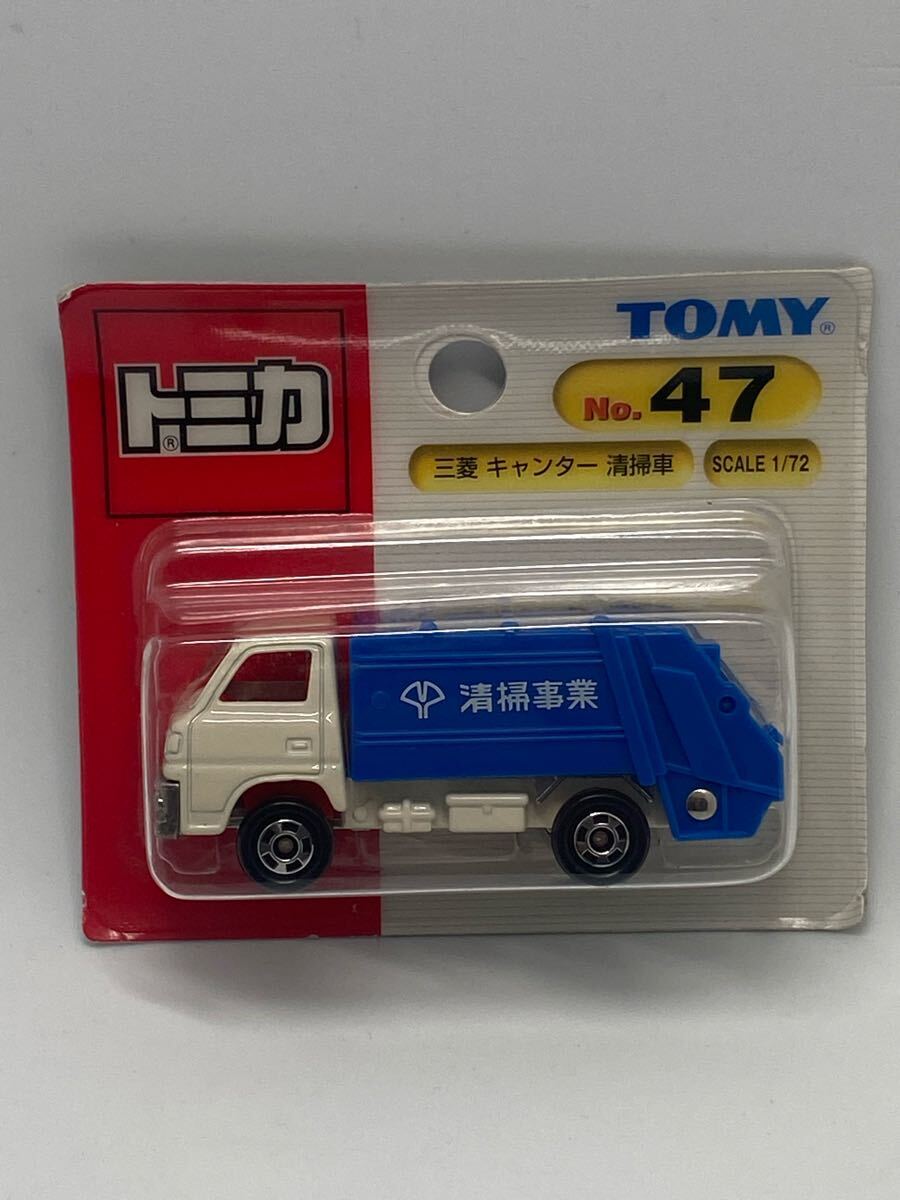 TOMY®
トミカ®
No. 47
三菱 キャンター 清掃車
SCALE 1/72
清掃事業